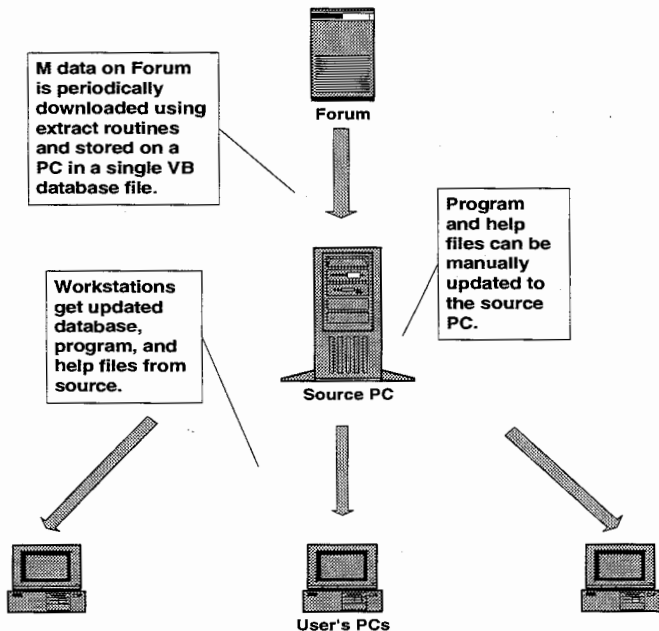 M data on Forum
is periodically
downloaded using
extract routines
and stored on a
PC in a single VB
database file.
Forum
Program
and help
files can be
manually
updated to
the source
PC.
Workstations
get updated
database,
program, and
help files from
source.
Source PC
User's PCs